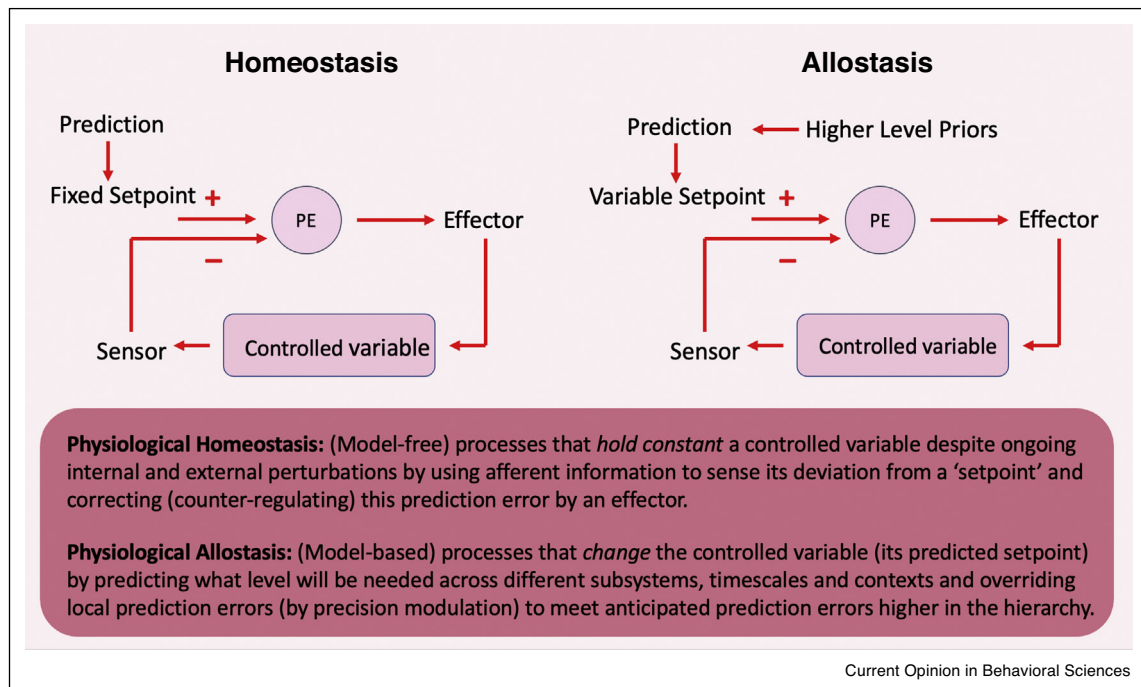 Homeostasis
Prediction
Fixed Setpoint +
PE
Effector
−
Sensor
Controlled variable
Allostasis
Prediction
Higher Level Priors
Variable Setpoint +
PE
Effector
−
Sensor
Controlled variable
Physiological Homeostasis: (Model-free) processes that hold constant a controlled variable despite ongoing
internal and external perturbations by using afferent information to sense its deviation from a ‘setpoint’ and
correcting (counter-regulating) this prediction error by an effector.
Physiological Allostasis: (Model-based) processes that change the controlled variable (its predicted setpoint)
by predicting what level will be needed across different subsystems, timescales and contexts and overriding
local prediction errors (by precision modulation) to meet anticipated prediction errors higher in the hierarchy.
Current Opinion in Behavioral Sciences